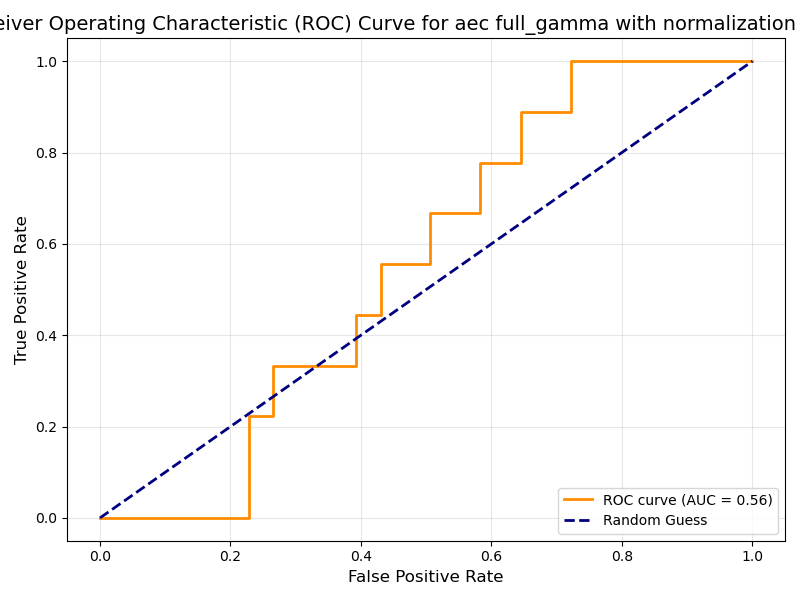 eiver Operating Characteristic (ROC) Curve for aec full_gamma with normalization
1.0
0.8
0.6
0.4
0.2
0.0
True Positive Rate
0.0 0.2 0.4 0.6 0.8 1.0
False Positive Rate
ROC curve (AUC = 0.56)
Random Guess